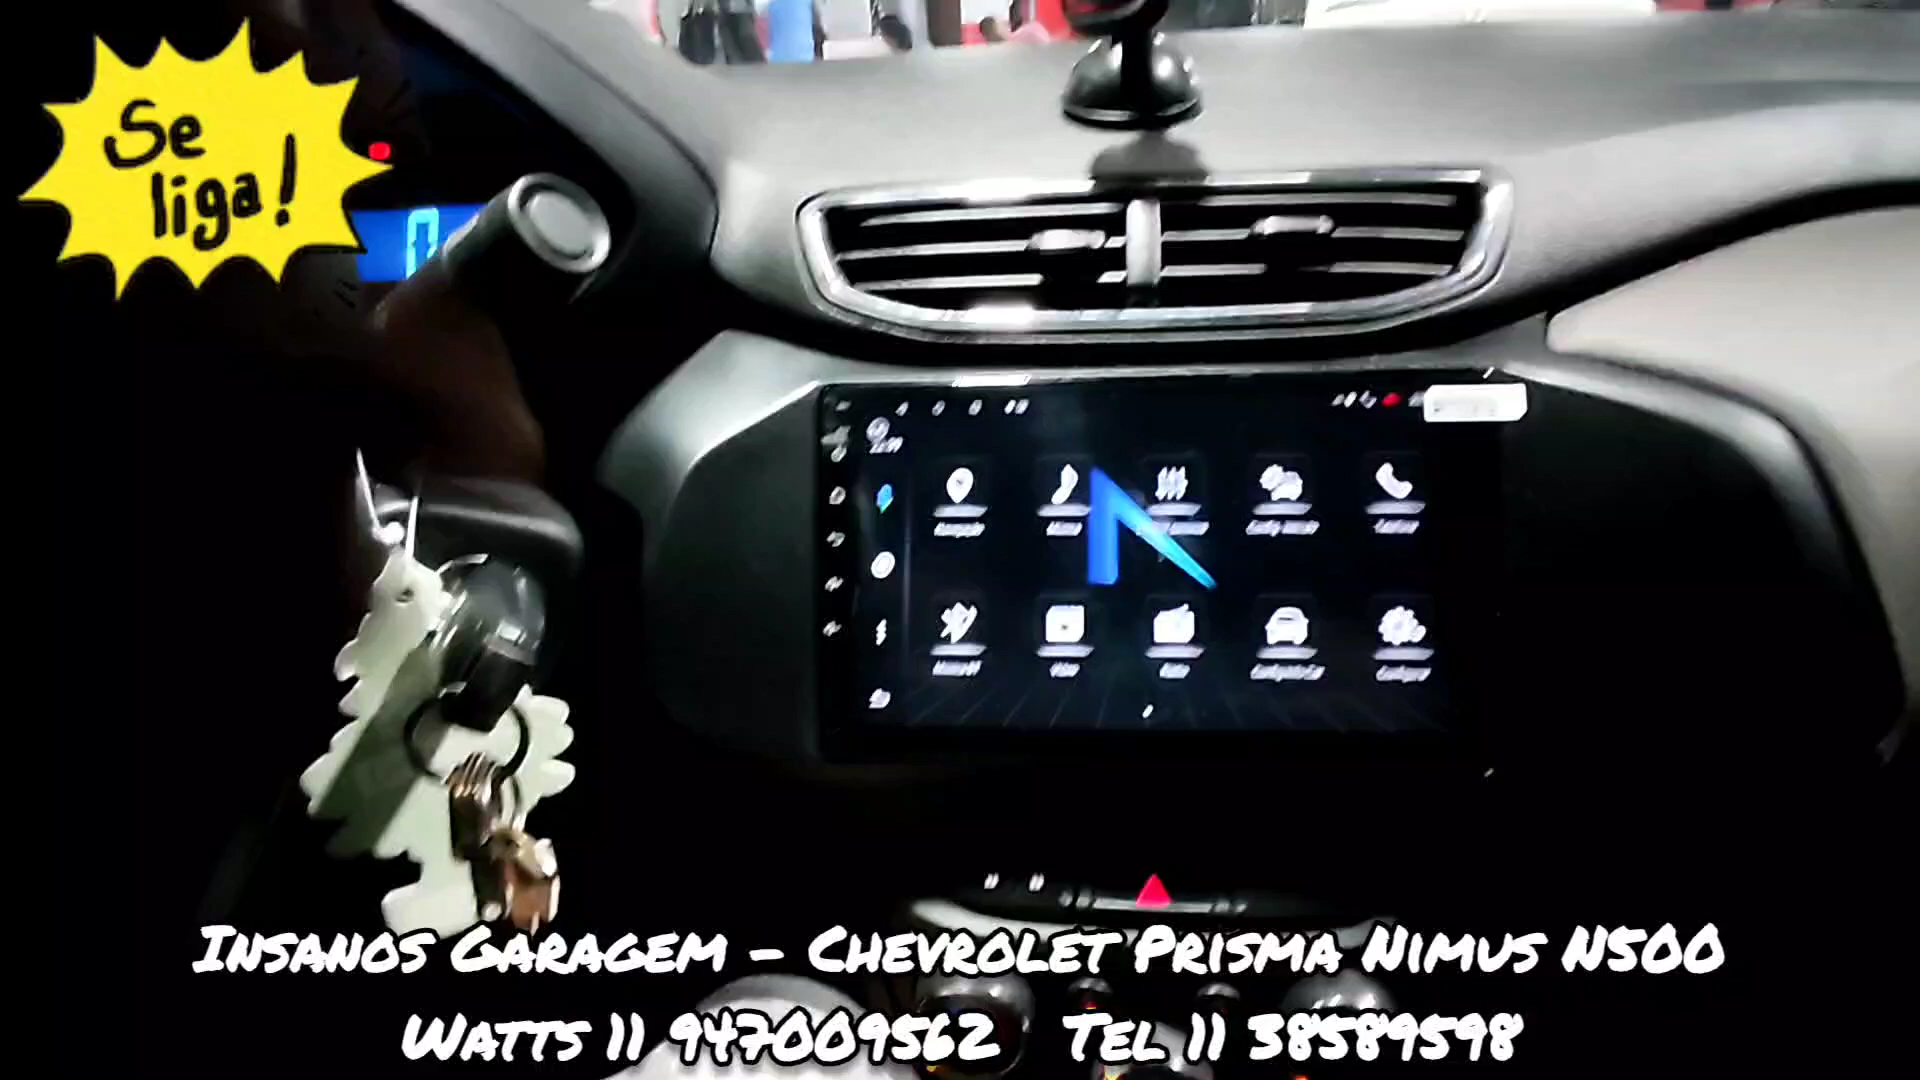 Se
liga!
Insanos Garagem - Chevrolet Prisma Nimus N500
Watts 11 947009562 Tel 11 38589598